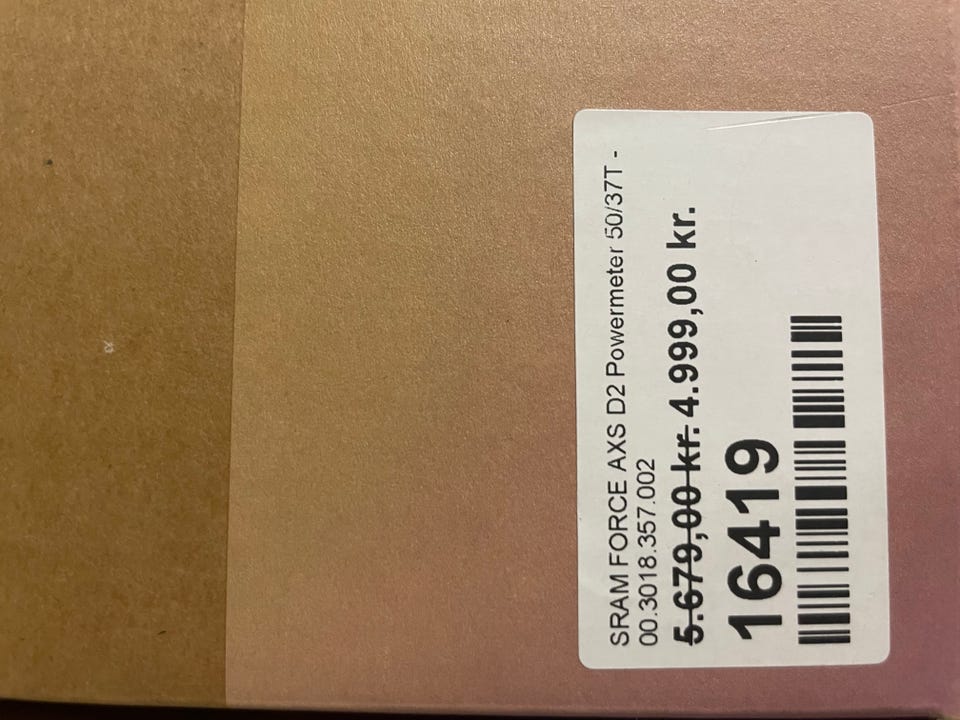 SRAM FORCE AXS D2 Powermeter 50/37T -
00.3018.357.002
5.679,00 kr. 4.999,00 kr.
16419